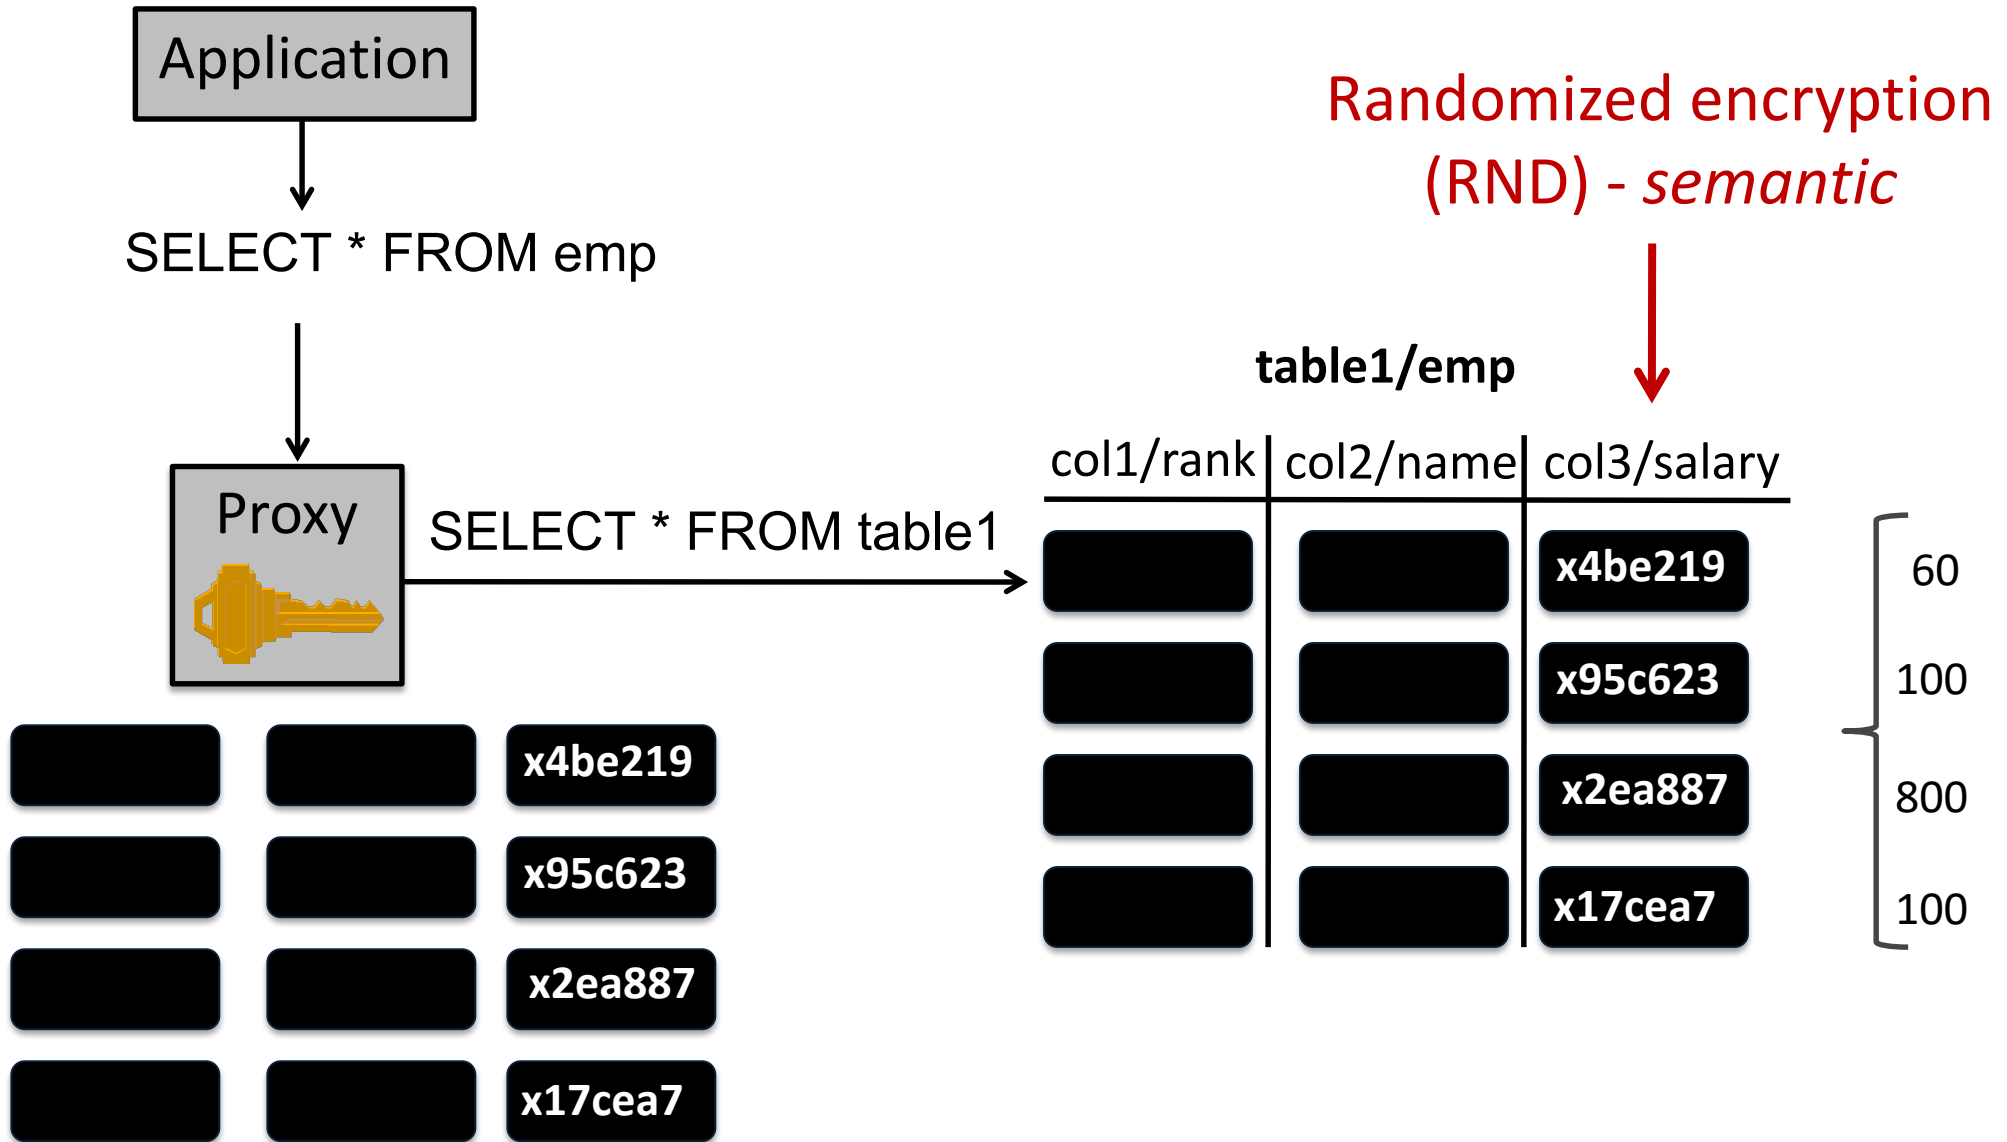 Application
SELECT * FROM emp
Proxy
SELECT * FROM table1
x4be219
x95c623
x2ea887
x17cea7
Randomized encryption
(RND) - semantic
table1/emp
col1/rank col2/name col3/salary
x4be219 60
x95c623 100
x2ea887 800
x17cea7 100